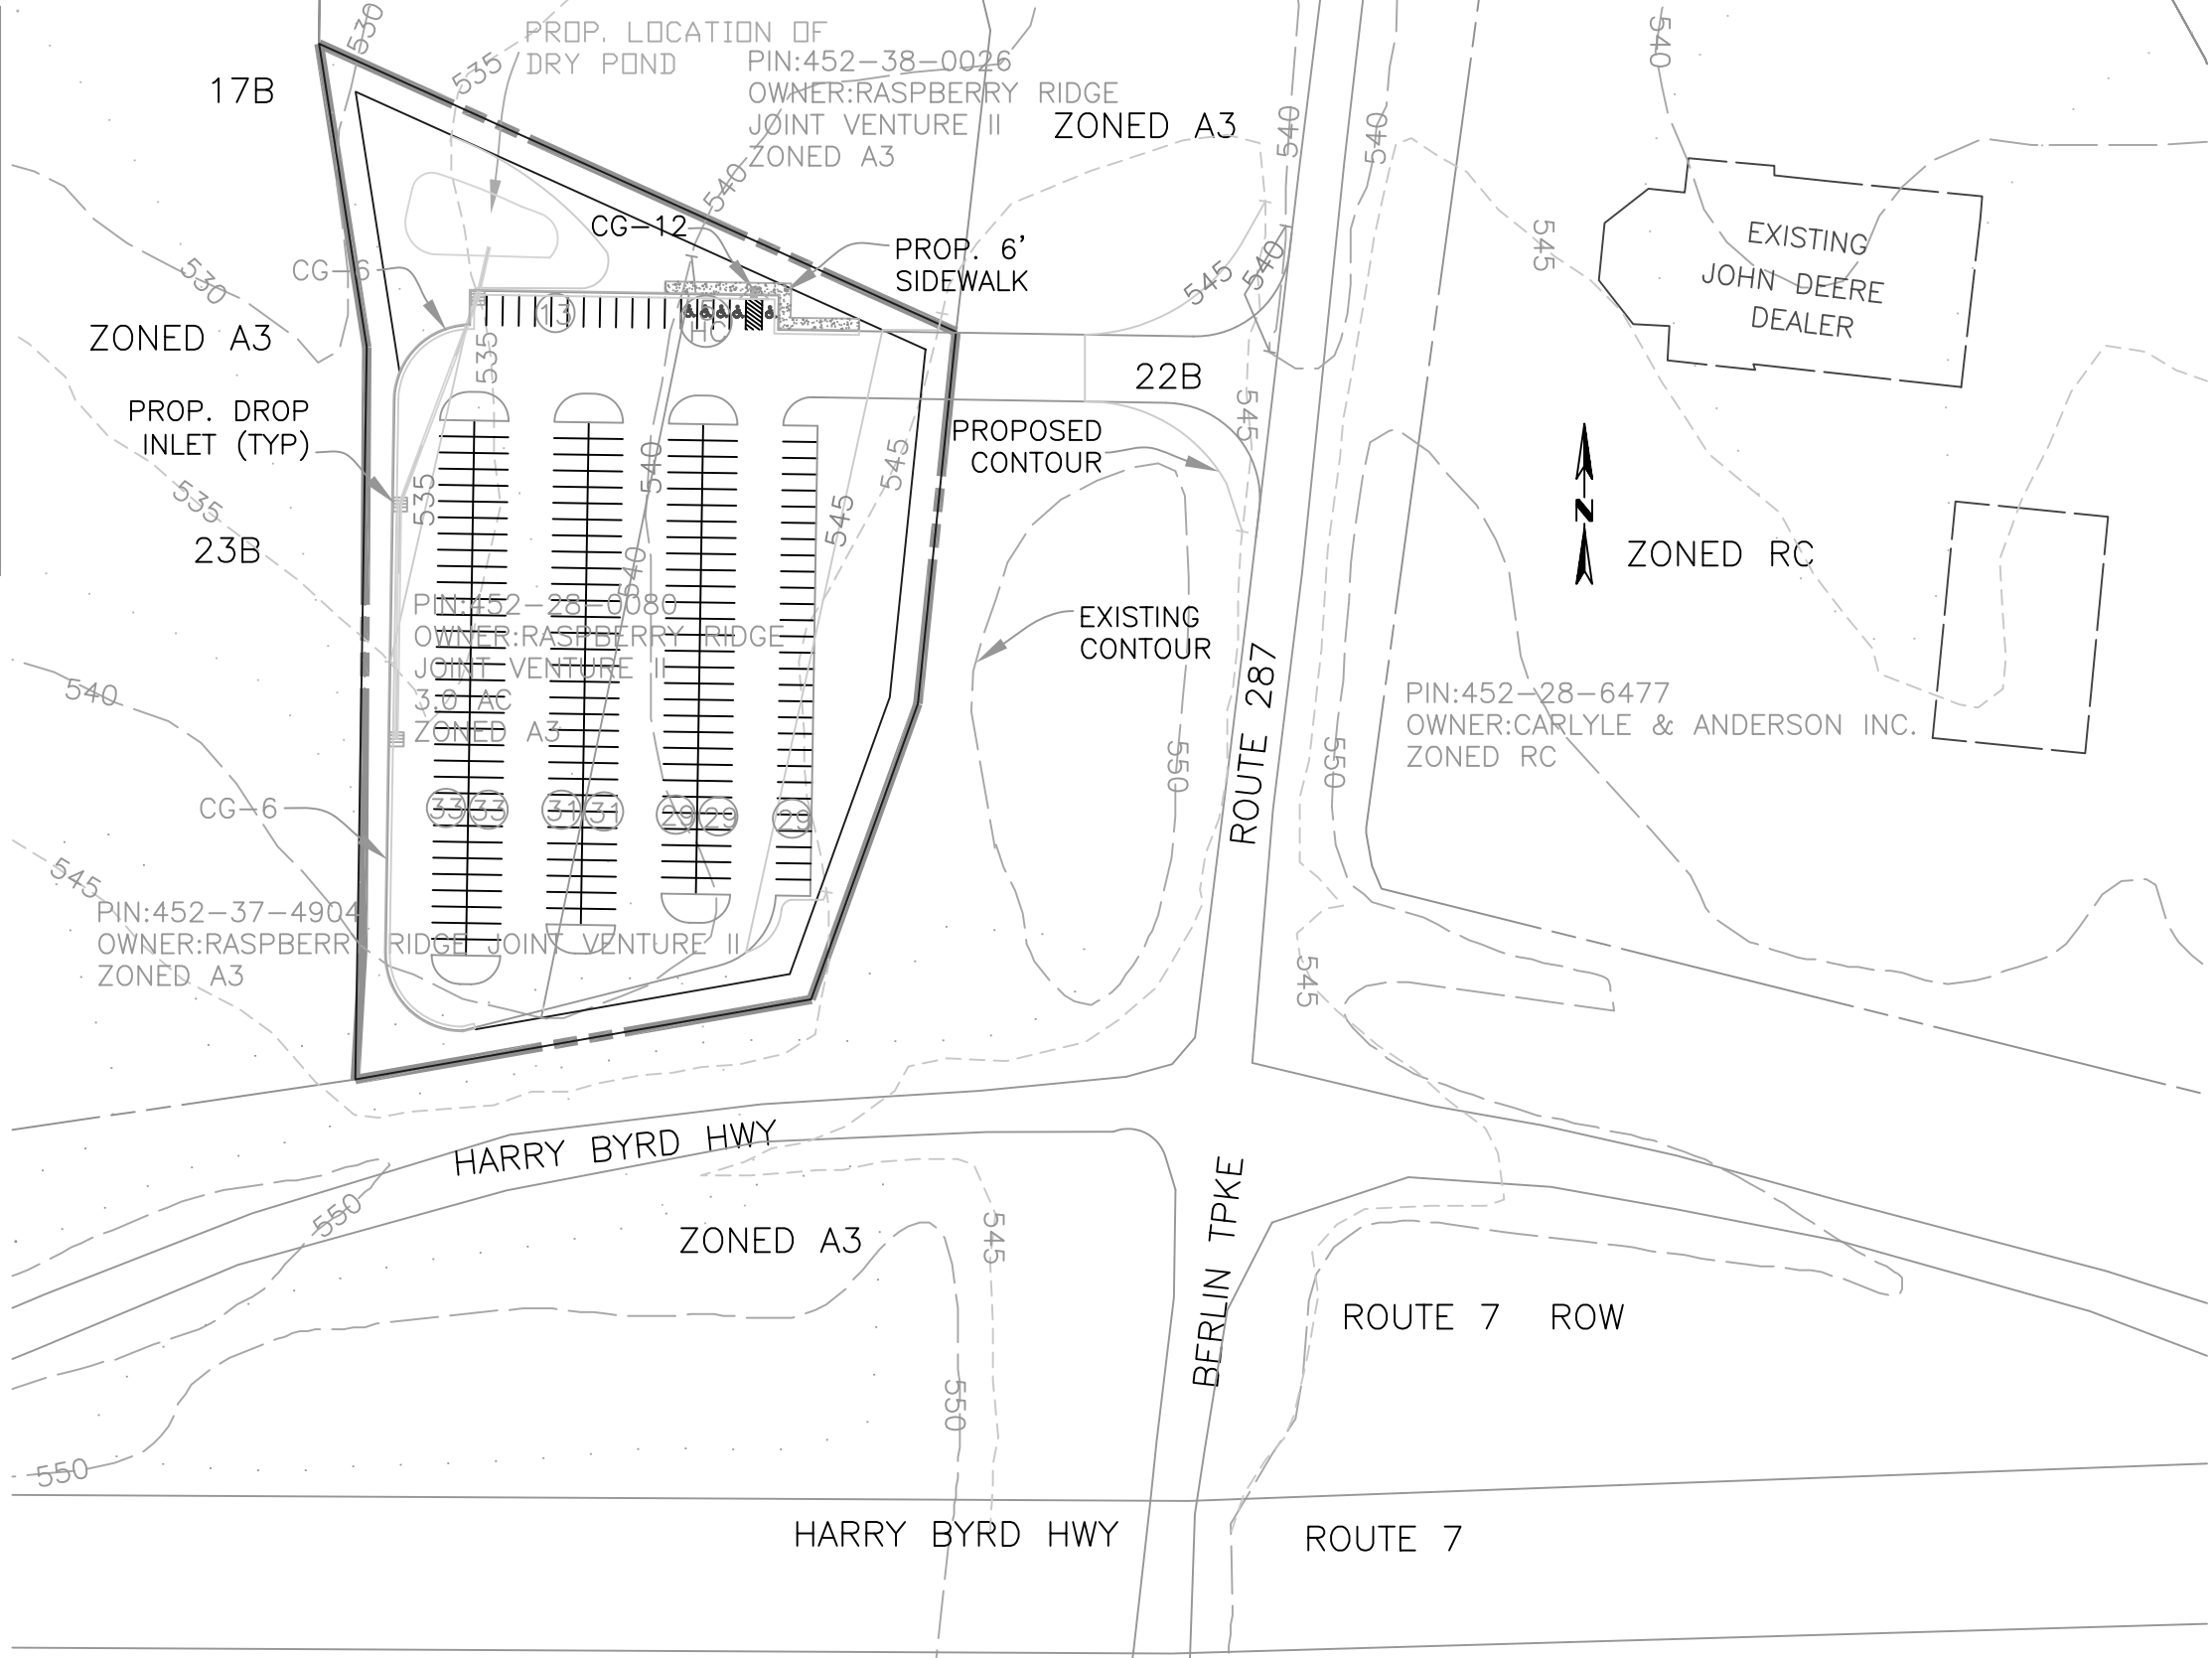 530
PROP. LOCATION OF
DRY POND
540
535
PIN:452-38-0026
OWNER:RASPBERRY RIDGE
JOINT VENTURE II
ZONED A3
17B
ZONED A3
540
540
540
CG-12
PROP. 6'
SIDEWALK
545
EXISTING
JOHN DEERE
DEALER
CG-6
530
545
540
13
HC
ZONED A3
535
22B
PROP. DROP
INLET (TYP)
PROPOSED
CONTOUR
545
540
545
545
535
535
N
23B
540
ZONED RC
PIN:452-28-0080
OWNER:RASPBERRY RIDGE
JOINT VENTURE II
3.0 AC
ZONED A3
EXISTING
CONTOUR
540
ROUTE 287
550
550
PIN:452-28-6477
OWNER:CARLYLE & ANDERSON INC.
ZONED RC
CG-6
33 33 31 31 29 29 29
545
PIN:452-37-4904
OWNER:RASPBERRY RIDGE JOINT VENTURE II
ZONED A3
545
HARRY BYRD HWY
550
ZONED A3
545
BERLIN TPKE
ROUTE 7 ROW
550
550
HARRY BYRD HWY
ROUTE 7